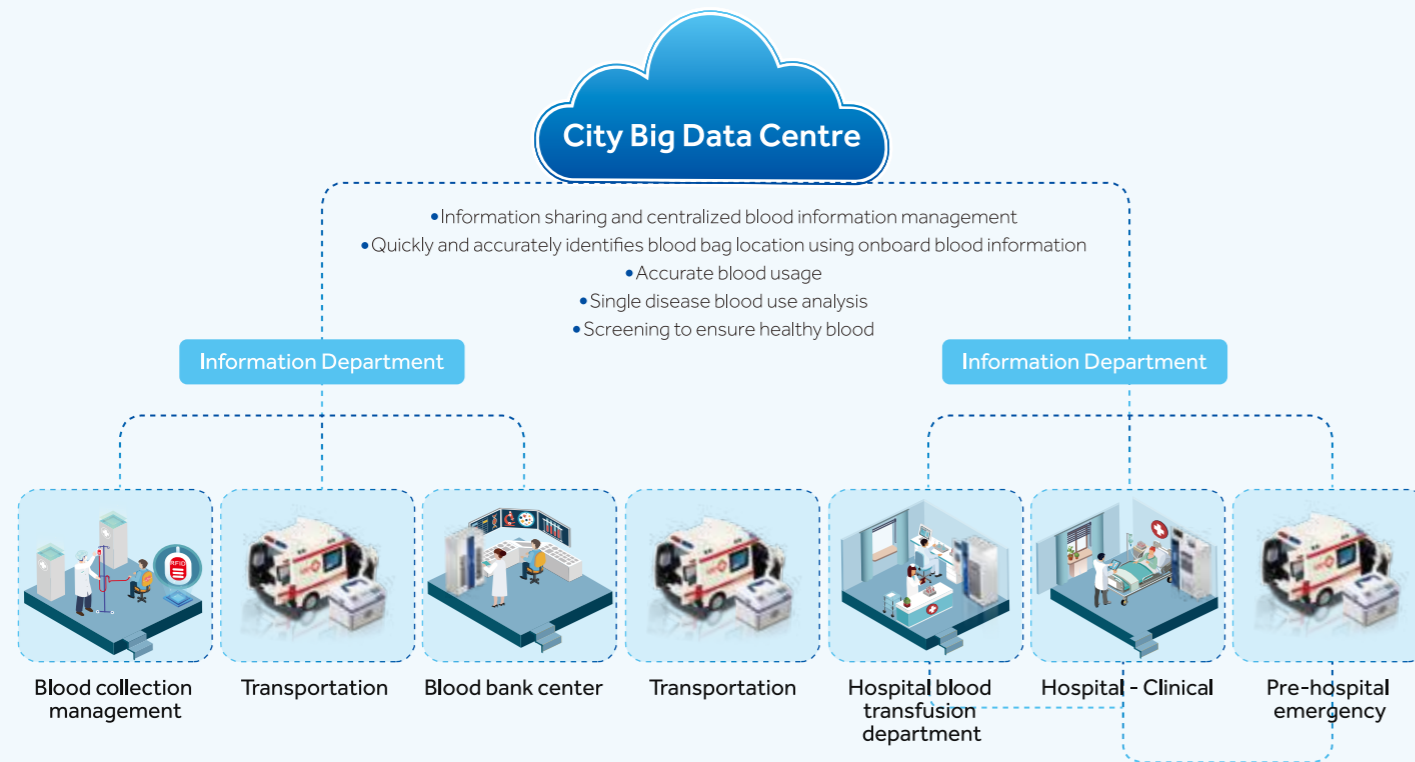 City Big Data Centre
•Information sharing and centralized blood information management
•Quickly and accurately identifies blood bag location using onboard blood information
•Accurate blood usage
•Single disease blood use analysis
•Screening to ensure healthy blood
Information Department
Information Department
RFID
Blood collection
management
Transportation
Blood bank center
Transportation
Hospital blood
transfusion
department
Hospital - Clinical
Pre-hospital
emergency